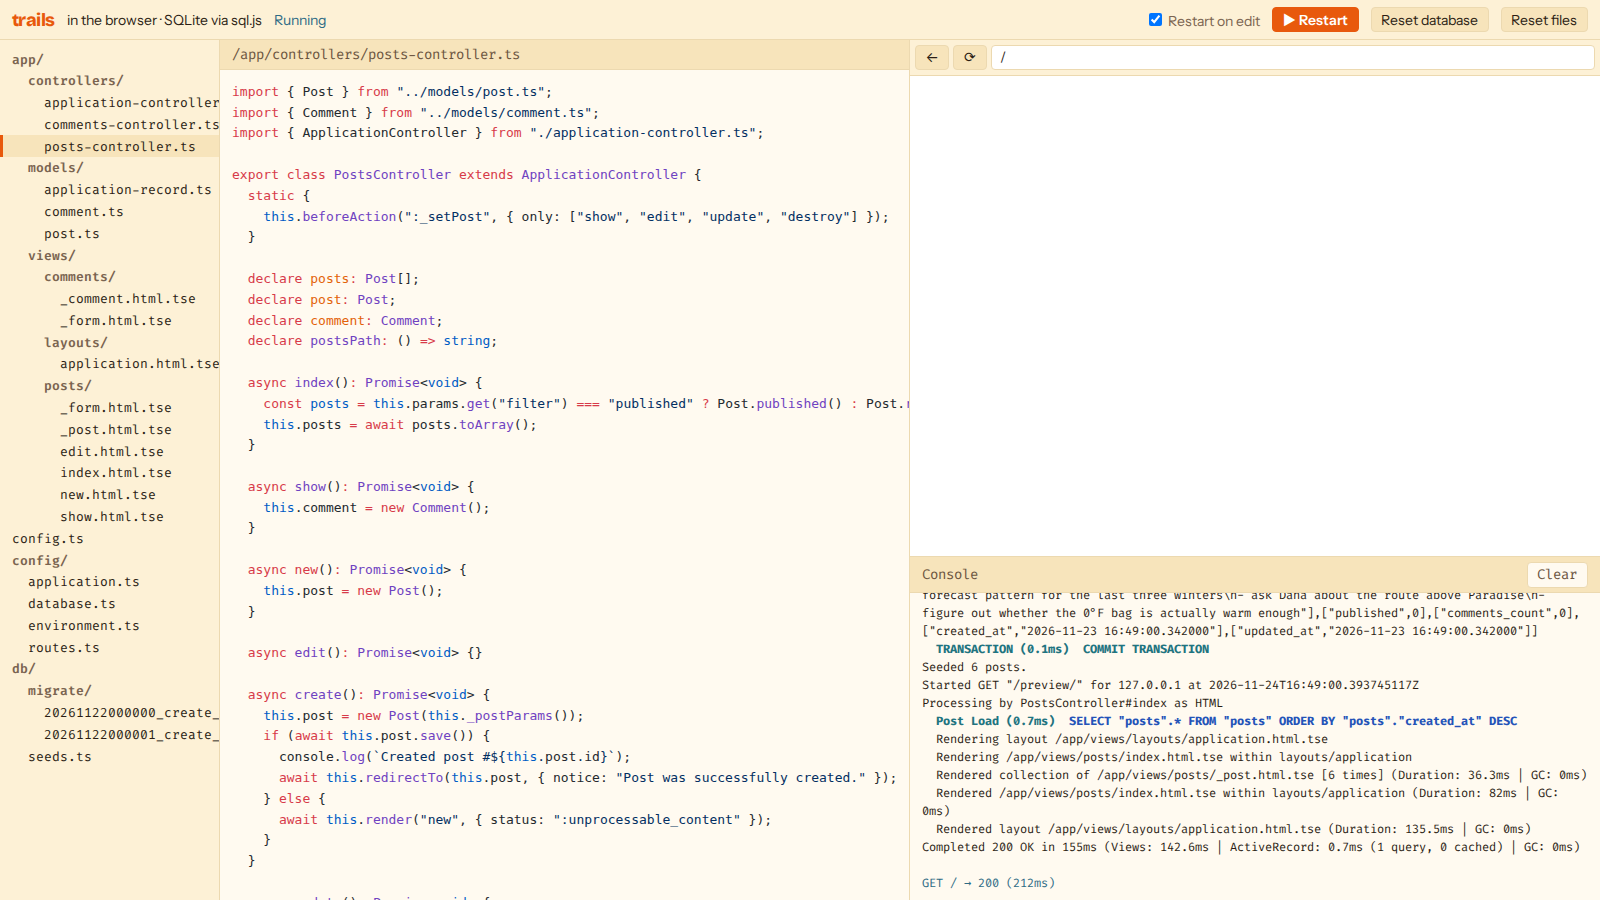 trails in the browser · SQLite via sql.js Running
Restart on edit ▶ Restart Reset database Reset files
app/
controllers/
application-controller
comments-controller.ts
posts-controller.ts
models/
application-record.ts
comment.ts
post.ts
views/
comments/
_comment.html.tse
_form.html.tse
layouts/
application.html.tse
posts/
_form.html.tse
_post.html.tse
edit.html.tse
index.html.tse
new.html.tse
show.html.tse
config.ts
config/
application.ts
database.ts
environment.ts
routes.ts
db/
migrate/
20261122000000_create_
20261122000001_create_
seeds.ts
/app/controllers/posts-controller.ts
import { Post } from "../models/post.ts";
import { Comment } from "../models/comment.ts";
import { ApplicationController } from "./application-controller.ts";
export class PostsController extends ApplicationController {
static {
this.beforeAction(":_setPost", { only: ["show", "edit", "update", "destroy"] });
}
declare posts: Post[];
declare post: Post;
declare comment: Comment;
declare postsPath: () => string;
async index(): Promise<void> {
const posts = this.params.get("filter") === "published" ? Post.published() : Post.
this.posts = await posts.toArray();
}
async show(): Promise<void> {
this.comment = new Comment();
}
async new(): Promise<void> {
this.post = new Post();
}
async edit(): Promise<void> {}
async create(): Promise<void> {
this.post = new Post(this._postParams());
if (await this.post.save()) {
console.log(`Created post #${this.post.id}`);
await this.redirectTo(this.post, { notice: "Post was successfully created." });
} else {
await this.render("new", { status: ":unprocessable_content" });
}
}
← ⟳ /
Console Clear
forecast pattern for the last three winters\n- ask Dana about the route above Paradise\n-
figure out whether the 0°F bag is actually warm enough"],["published",0],["comments_count",0],
["created_at","2026-11-23 16:49:00.342000"],["updated_at","2026-11-23 16:49:00.342000"]]
TRANSACTION (0.1ms) COMMIT TRANSACTION
Seeded 6 posts.
Started GET "/preview/" for 127.0.0.1 at 2026-11-24T16:49:00.393745117Z
Processing by PostsController#index as HTML
Post Load (0.7ms) SELECT "posts".* FROM "posts" ORDER BY "posts"."created_at" DESC
Rendering layout /app/views/layouts/application.html.tse
Rendering /app/views/posts/index.html.tse within layouts/application
Rendered collection of /app/views/posts/_post.html.tse [6 times] (Duration: 36.3ms | GC: 0ms)
Rendered /app/views/posts/index.html.tse within layouts/application (Duration: 82ms | GC:
0ms)
Rendered layout /app/views/layouts/application.html.tse (Duration: 135.5ms | GC: 0ms)
Completed 200 OK in 155ms (Views: 142.6ms | ActiveRecord: 0.7ms (1 query, 0 cached) | GC: 0ms)
GET / → 200 (212ms)